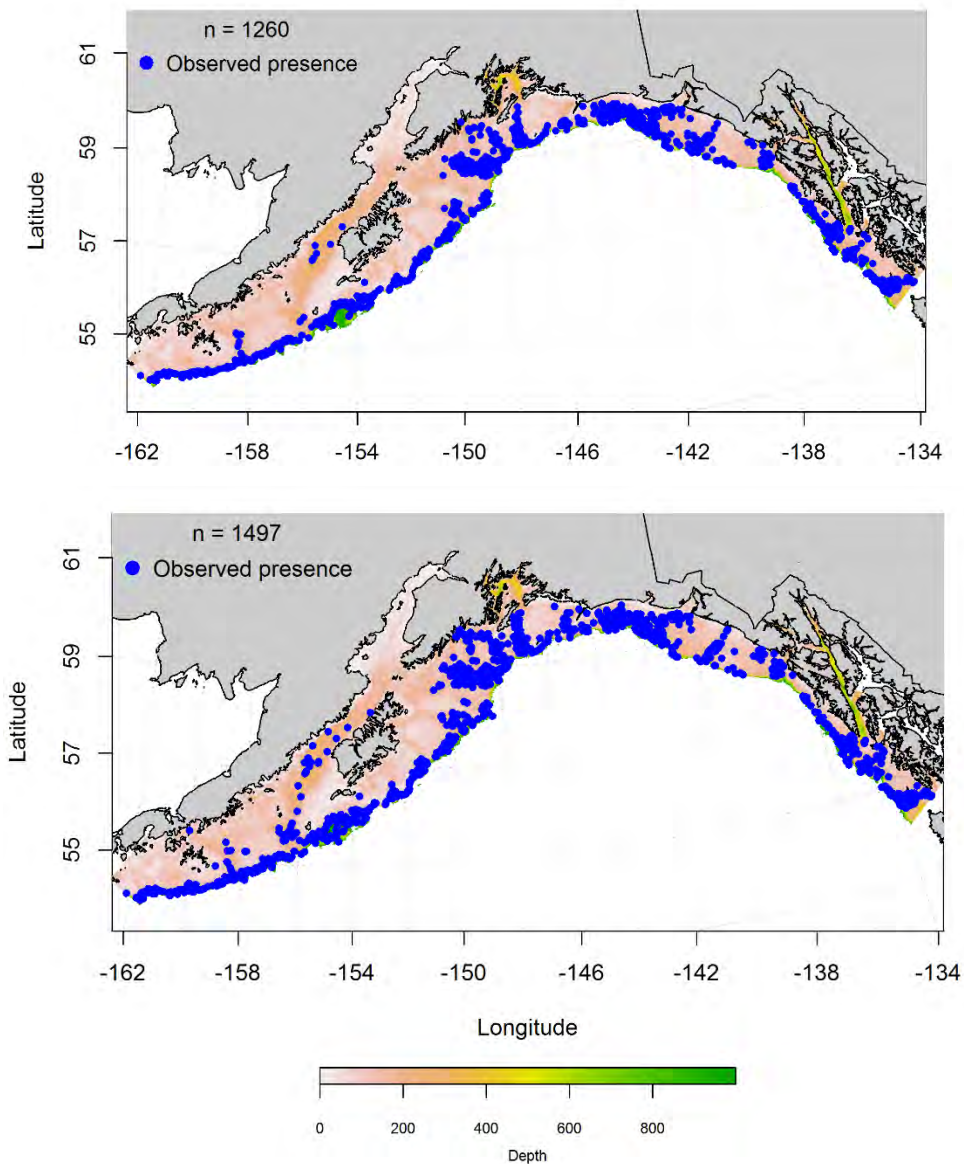 n = 1260
Observed presence
Latitude
61
59
57
55
-162 -158 -154 -150 -146 -142 -138 -134
n = 1497
Observed presence
Latitude
61
59
57
55
-162 -158 -154 -150 -146 -142 -138 -134
Longitude
0 200 400 600 800
Depth